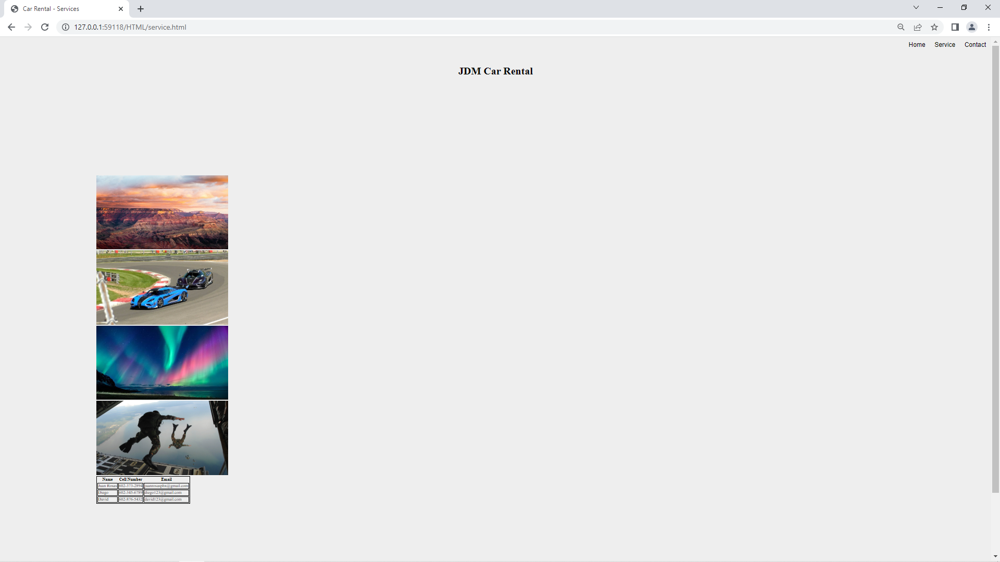 Car Rental - Services
127.0.0.1:59118/HTML/service.html
Home Service Contact
JDM Car Rental
Name Cell Number Email
Juan Rosas 602-373-2894 juanrosasphx@gmail.com
Diego 602-345-6789 diego123@gmail.com
David 602-876-5432 david123@gmail.com